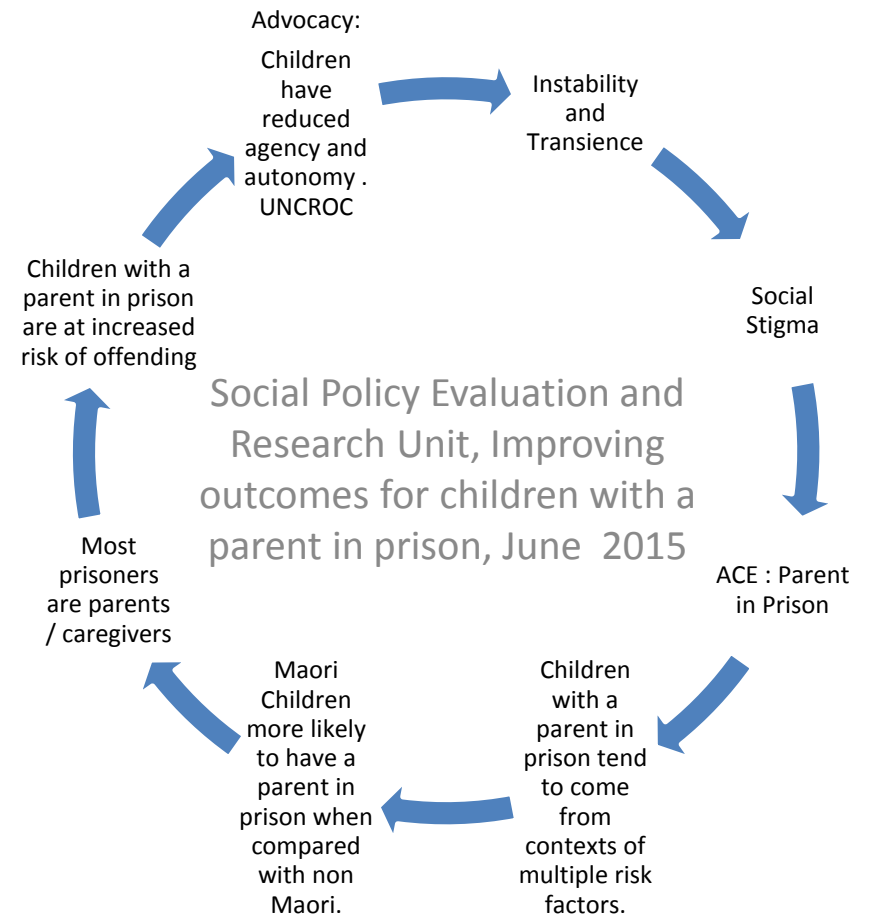 Advocacy:
Children
have
reduced
agency and
autonomy .
UNCROC
Instability
and
Transience
Social
Stigma
ACE : Parent
in Prison
Children
with a
parent in
prison tend
to come
from
contexts of
multiple risk
factors.
Maori
Children
more likely
to have a
parent in
prison when
compared
with non
Maori.
Most
prisoners
are parents
/ caregivers
Children with a
parent in prison
are at increased
risk of offending
Social Policy Evaluation and
Research Unit, Improving
outcomes for children with a
parent in prison, June  2015